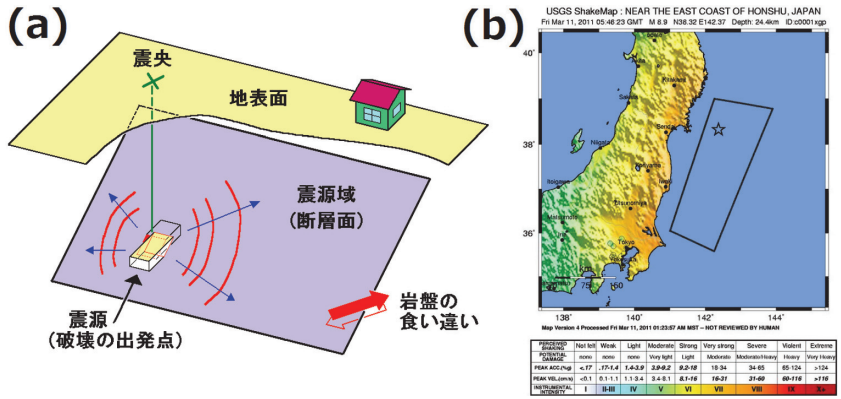 (a)
震央
地表面
震源域
(断層面)
震源
(破壊の出発点)
岩盤の
食い違い
(b)
USGS ShakeMap : NEAR THE EAST COAST OF HONSHU, JAPAN
Fri Mar 11, 2011 05:46:23 GMT M 8.9 N38.32 E142.37 Depth: 24.4km ID:c0001xgp
40°
38°
36°
Sakata
Niigata
Itoigawa
Utsunomiya
Tokyo
Iwaki
km
138°
140°
142°
144°
Map Version 4 Processed Fri Mar 11, 2011 01:23:57 AM MST -- NOT REVIEWED BY HUMAN
PERCEIVED SHAKING Not felt Weak Light Moderate Strong Very strong Severe Violent Extreme
POTENTIAL DAMAGE none none none Very light Light Moderate Moderate/Heavy Heavy Very Heavy
PEAK ACC.(%g) <.17 .17-1.4 1.4-3.9 3.9-9.2 9.2-18 18-34 34-65 65-124 >124
PEAK VEL.(cm/s) <0.1 0.1-1.1 1.1-3.4 3.4-8.1 8.1-16 16-31 31-60 60-116 >116
INSTRUMENTAL INTENSITY I II-III IV V VI VII VIII IX X+